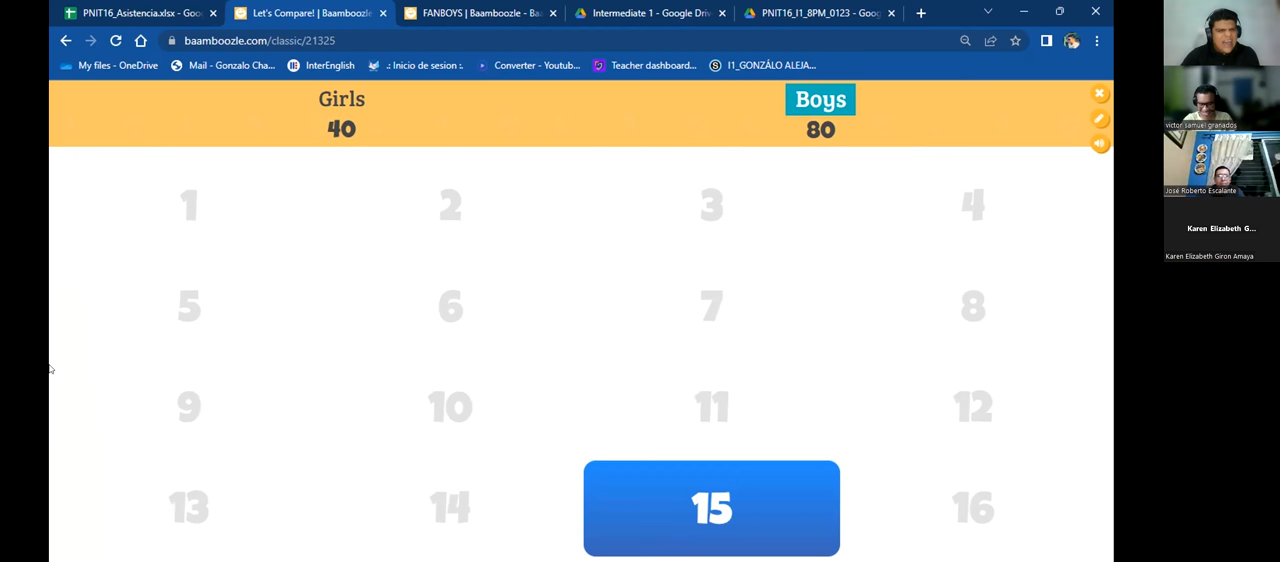 PNIT16_Asistencia.xlsx - Goo
Let's Compare! | Baamboozle
FANBOYS | Baamboozle - Baa
Intermediate 1 - Google Driv
PNIT16_I1_8PM_0123 - Goog
baamboozle.com/classic/21325
My files - OneDrive
Mail - Gonzalo Cha...
InterEnglish
.: Inicio de sesion :.
Converter - Youtub...
Teacher dashboard...
I1_GONZÁLO ALEJA...
Girls
Boys
40
80
1 2 3 4
5 6 7 8
9 10 11 12
13 14 15 16
victor samuel granados
José Roberto Escalante
Karen Elizabeth G...
Karen Elizabeth Giron Amaya